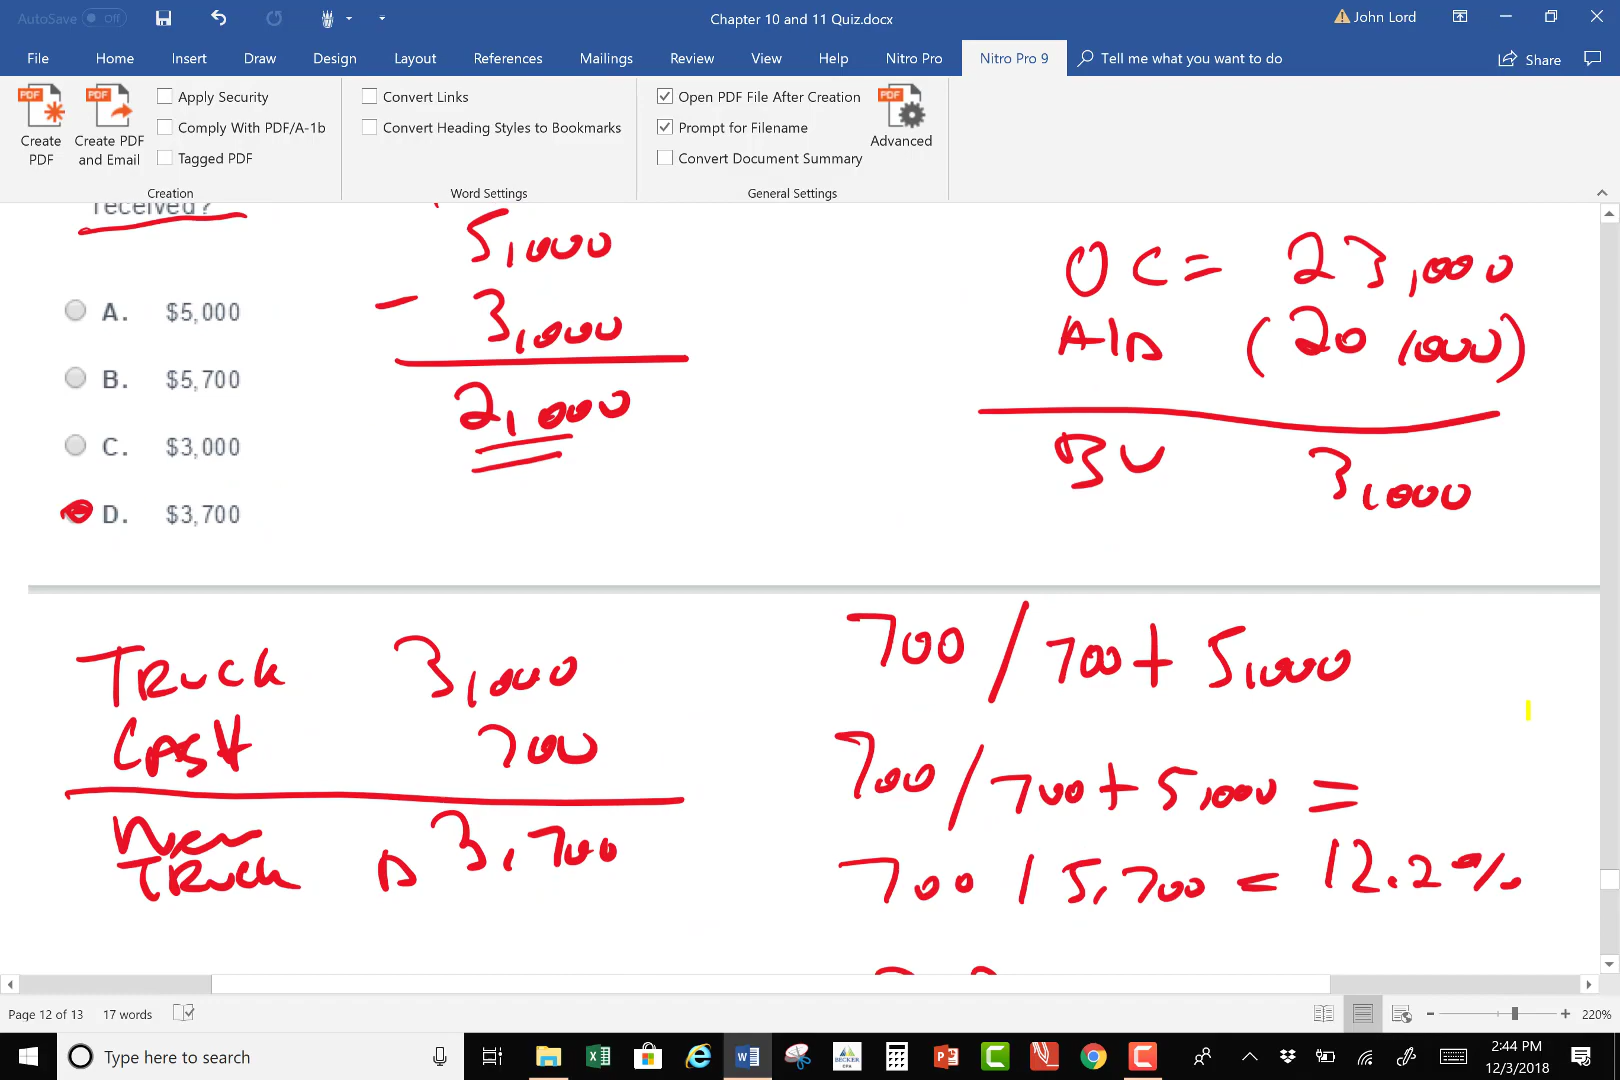 AutoSave Off
Chapter 10 and 11 Quiz.docx
John Lord
File Home Insert Draw Design Layout References Mailings Review View Help Nitro Pro Nitro Pro 9 Tell me what you want to do Share
PDF PDF Apply Security Convert Links Open PDF File After Creation PDF
Create PDF Create PDF and Email Comply With PDF/A-1b Convert Heading Styles to Bookmarks Prompt for Filename Advanced
Tagged PDF Convert Document Summary
Creation Word Settings General Settings
received?
5,000
- 3,000
2,000
OC = 23,000
A/D (20,000)
BV 3,000
A. $5,000
B. $5,700
C. $3,000
D. $3,700
Truck 3,000
Cash 700
New Truck D 3,700
700 / 700 + 5,000
700 / 700 + 5,000 =
700 / 5,700 = 12.2%
Page 12 of 13 17 words 220%
Type here to search
BECKER
2:44 PM
12/3/2018